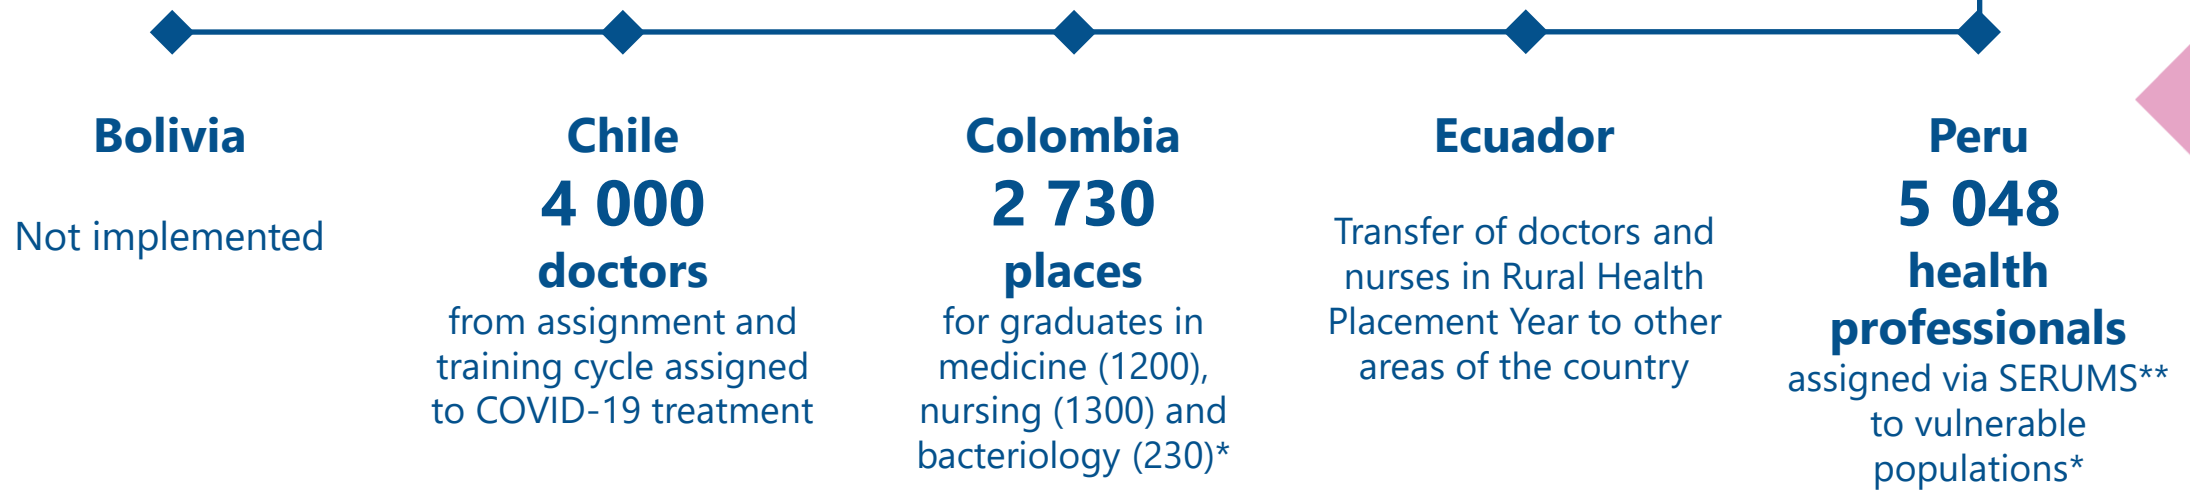 Bolivia
Not implemented
Chile
4 000
doctors
from assignment and
training cycle assigned
to COVID-19 treatment
Colombia
2 730
places
for graduates in
medicine (1200),
nursing (1300) and
bacteriology (230)*
Ecuador
Transfer of doctors and
nurses in Rural Health
Placement Year to other
areas of the country
Peru
5 048
health
professionals
assigned via SERUMS**
to vulnerable
populations*